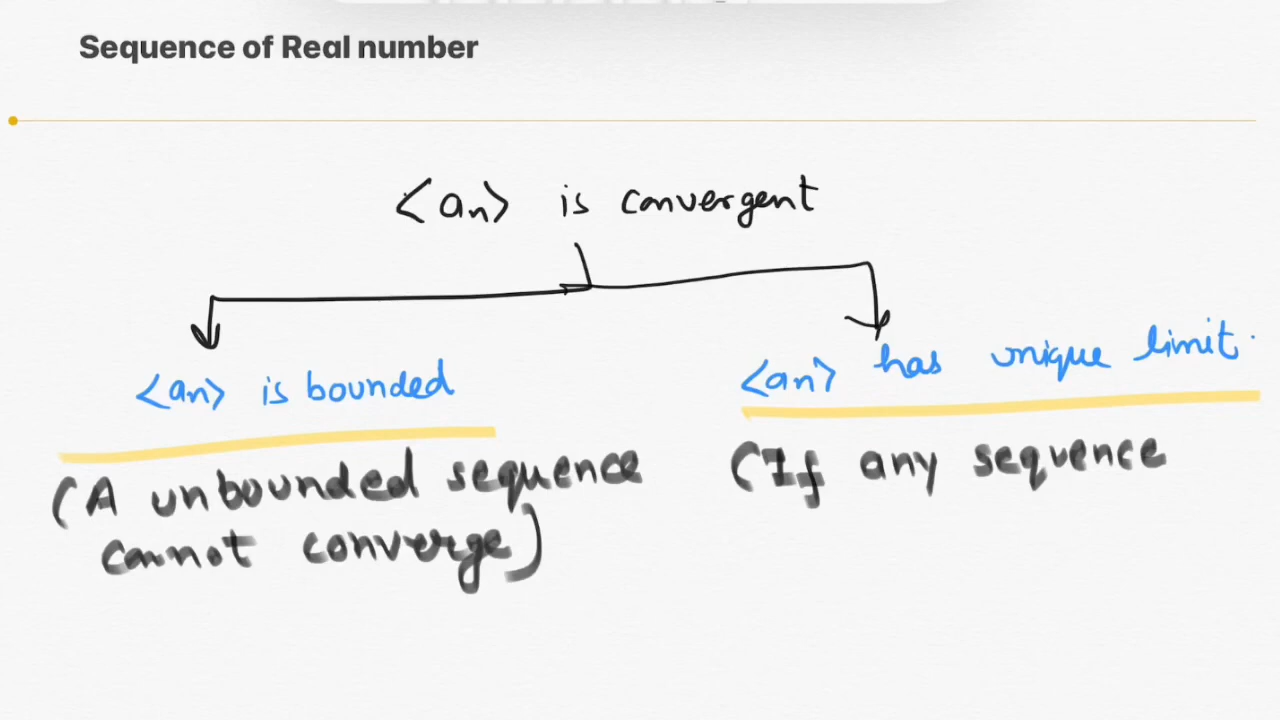 Sequence of Real number
<an> is convergent
<an> is bounded
(A unbounded sequence
cannot converge)
<an> has unique limit.
(If any sequence